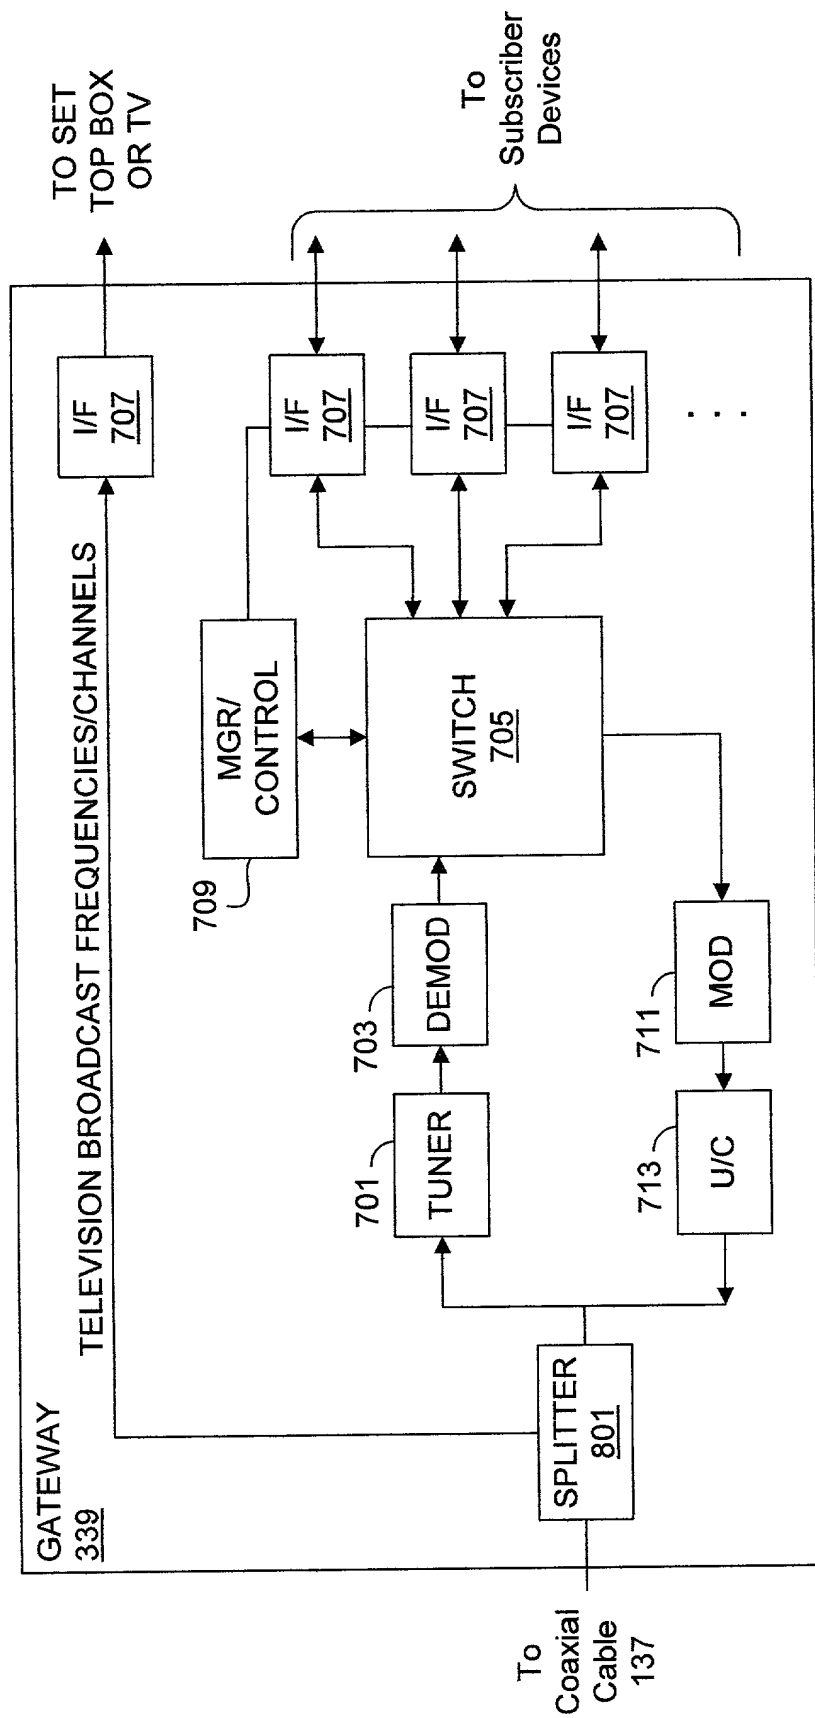 GATEWAY
339
TELEVISION BROADCAST FREQUENCIES/CHANNELS
I/F
707
TO SET
TOP BOX
OR TV
709
MGR/
CONTROL
I/F
707
I/F
707
I/F
707
. . .
To
Subscriber
Devices
SWITCH
705
703
DEMOD
701
TUNER
711
MOD
713
U/C
SPLITTER
801
To
Coaxial
Cable
137